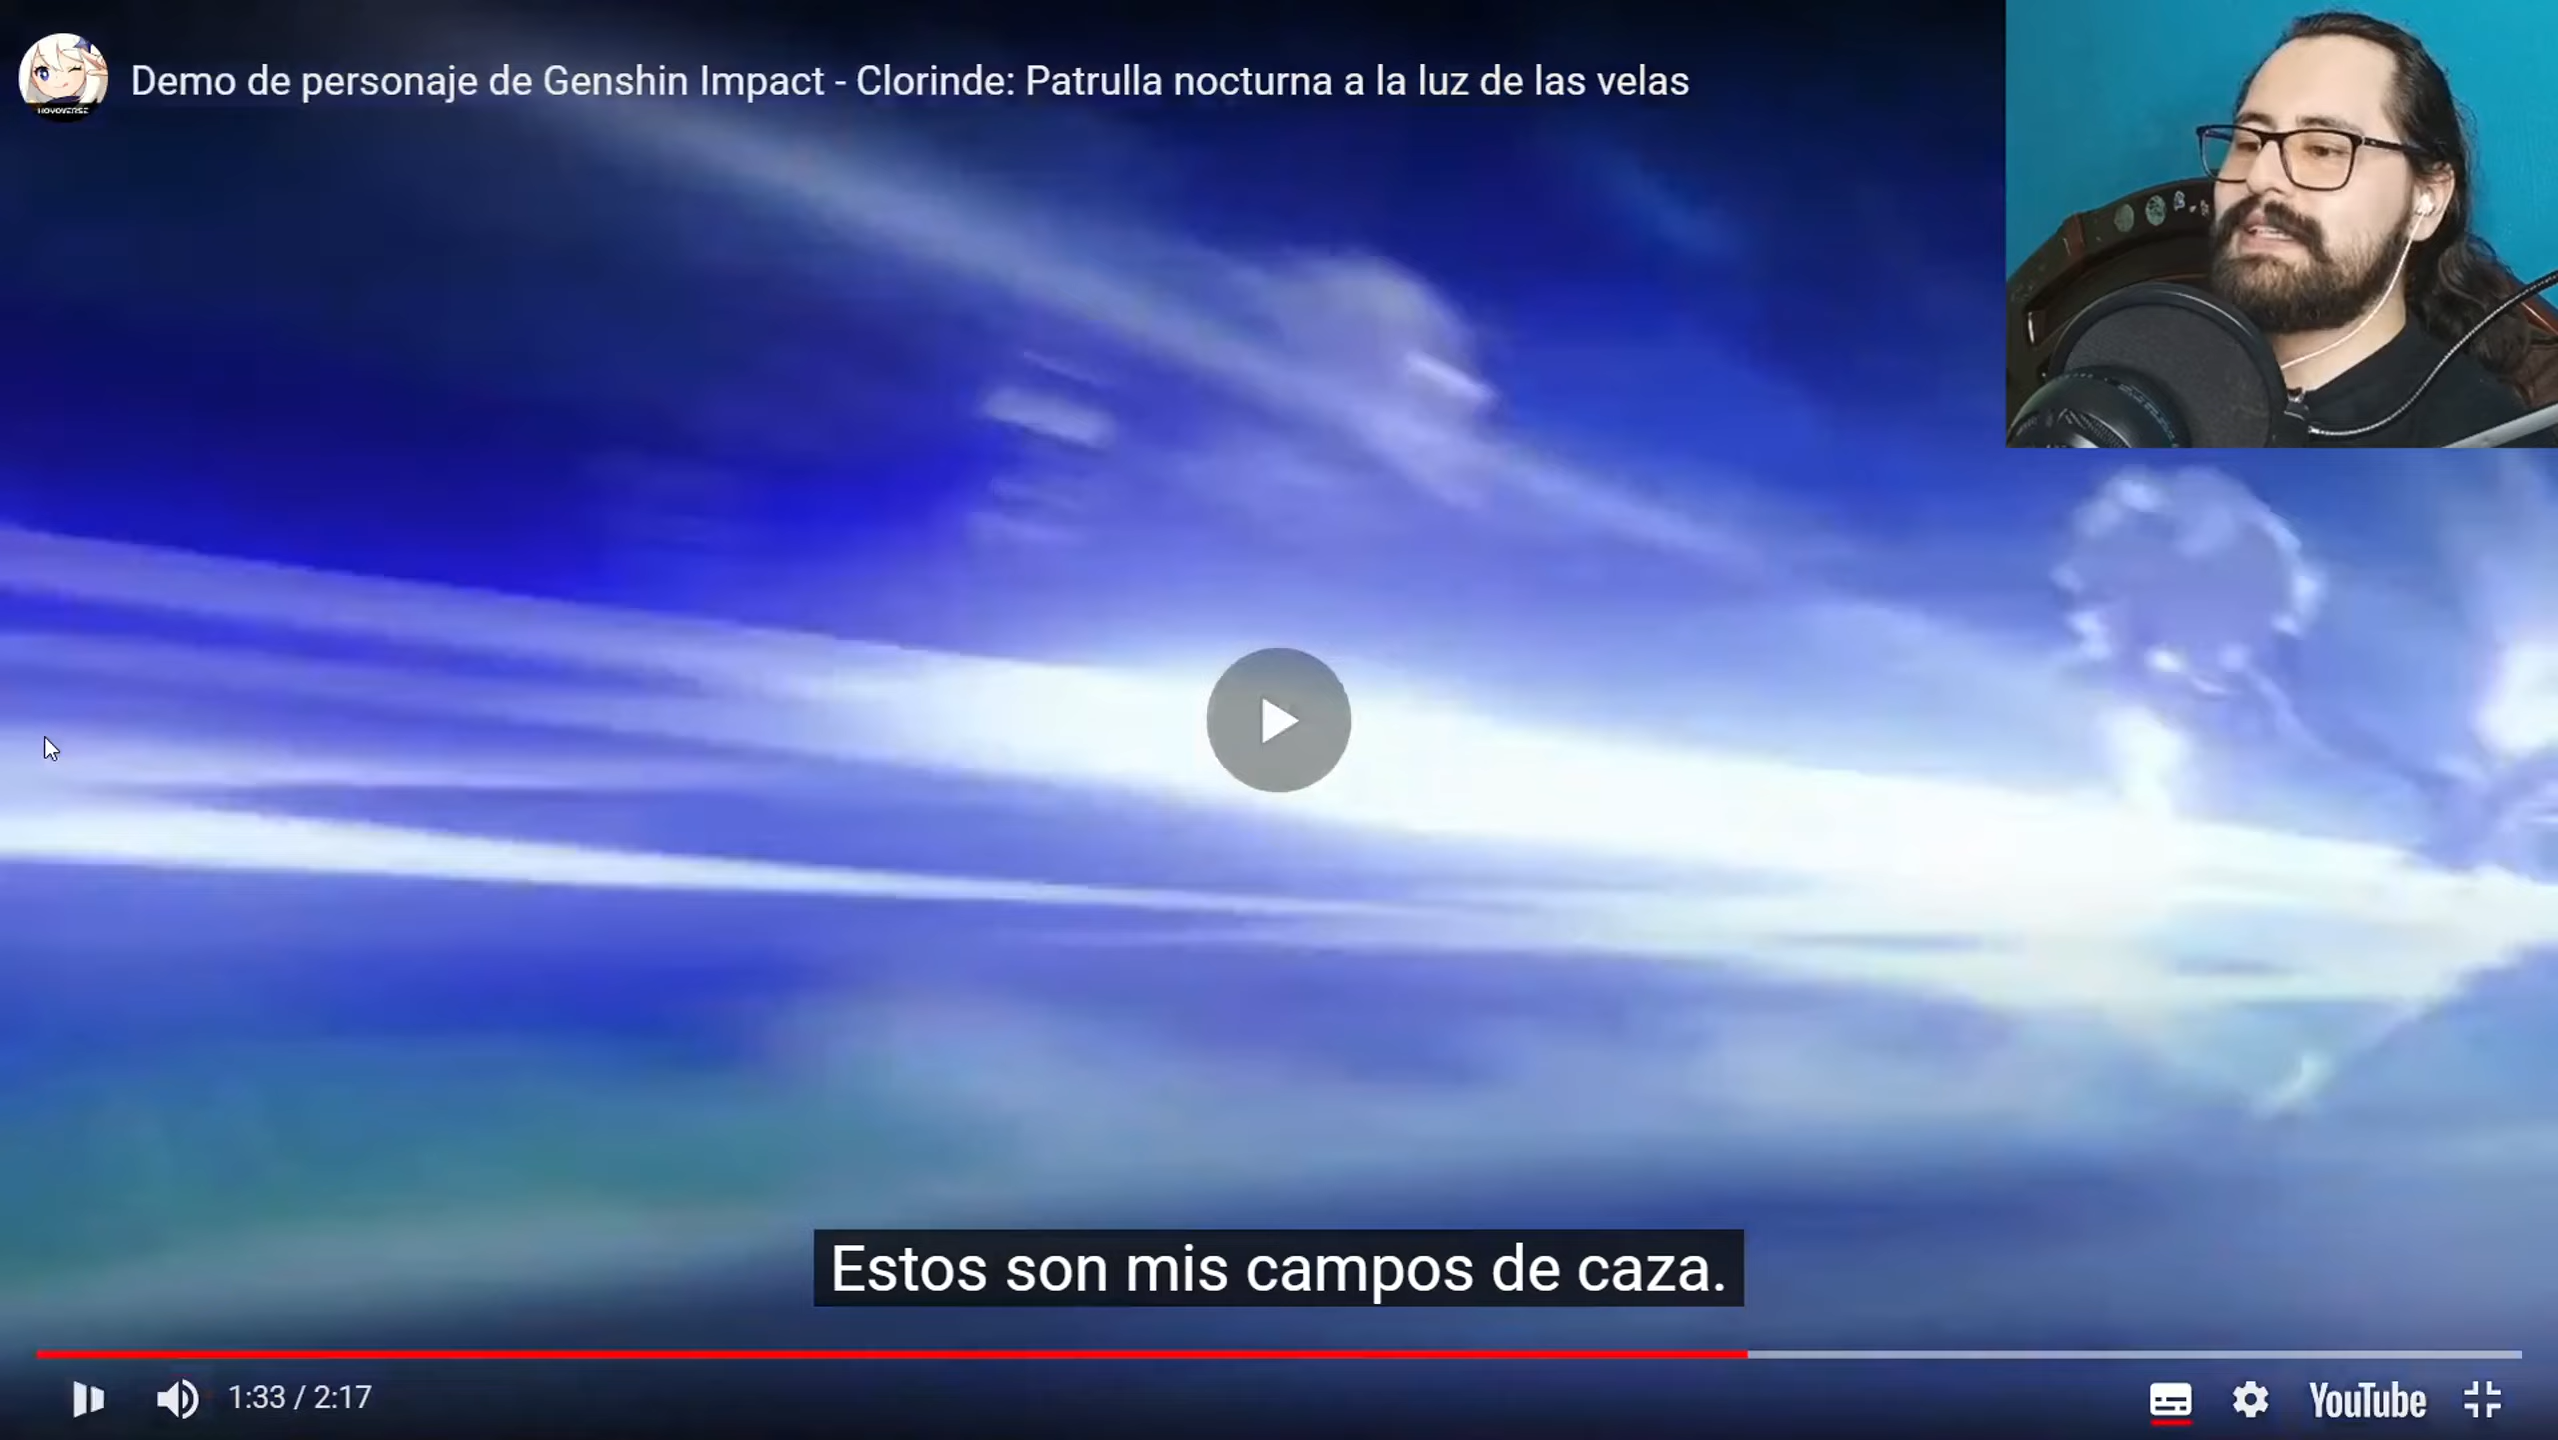 Demo de personaje de Genshin Impact - Clorinde: Patrulla nocturna a la luz de las velas
HOYOVERSE
Estos son mis campos de caza.
1:33 / 2:17
YouTube